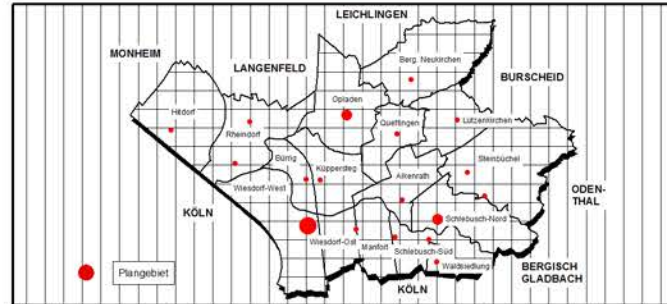 LEICHLINGEN
MONHEIM
LANGENFELD
Berg. Neukirchen
BURSCHEID
Opladen
Hitdorf
Rheindorf
Quettingen
Lützenkirchen
Bürrig
Küppersteg
Steinbüchel
Alkenrath
Wiesdorf-West
ODEN-
THAL
KÖLN
Schlebusch-Nord
Wiesdorf-Ost
Manfort
Schlebusch-Süd
Waldsiedlung
BERGISCH
GLADBACH
Plangebiet
KÖLN